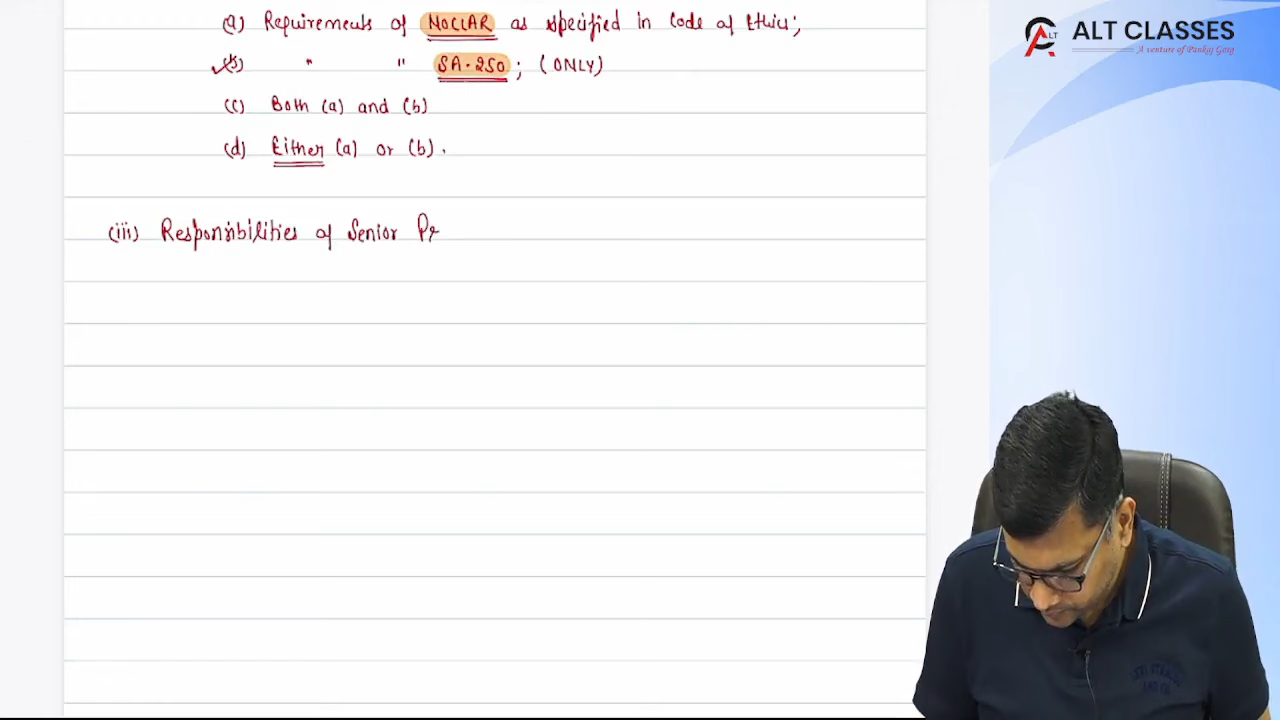 (a) Requirements of NOCLAR as specified in Code of Ethics;
(b) " " SA-250; (ONLY)
(c) Both (a) and (b)
(d) Either (a) or (b).
(iii) Responsibilities of Senior Pr
ALT CLASSES
A venture of Pankaj Garg
ALT